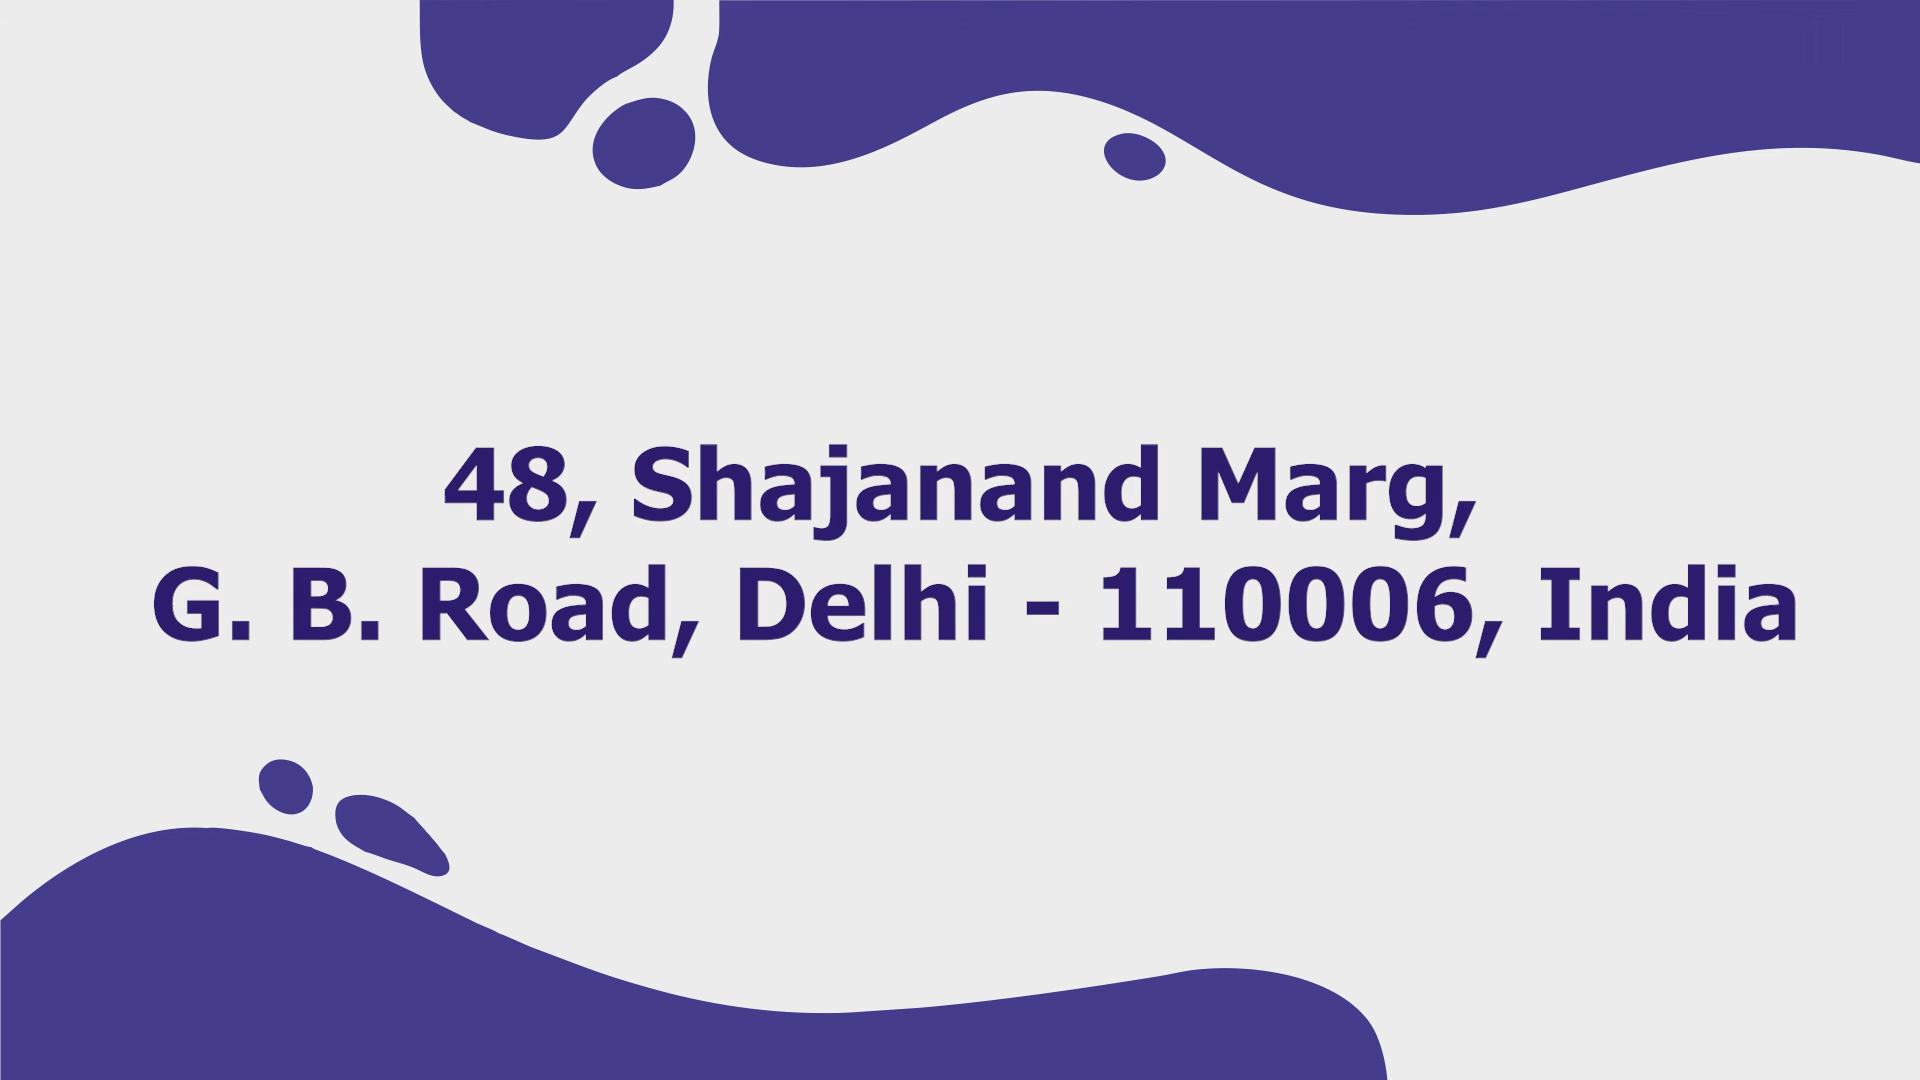 48, Shajanand Marg,
G. B. Road, Delhi - 110006, India